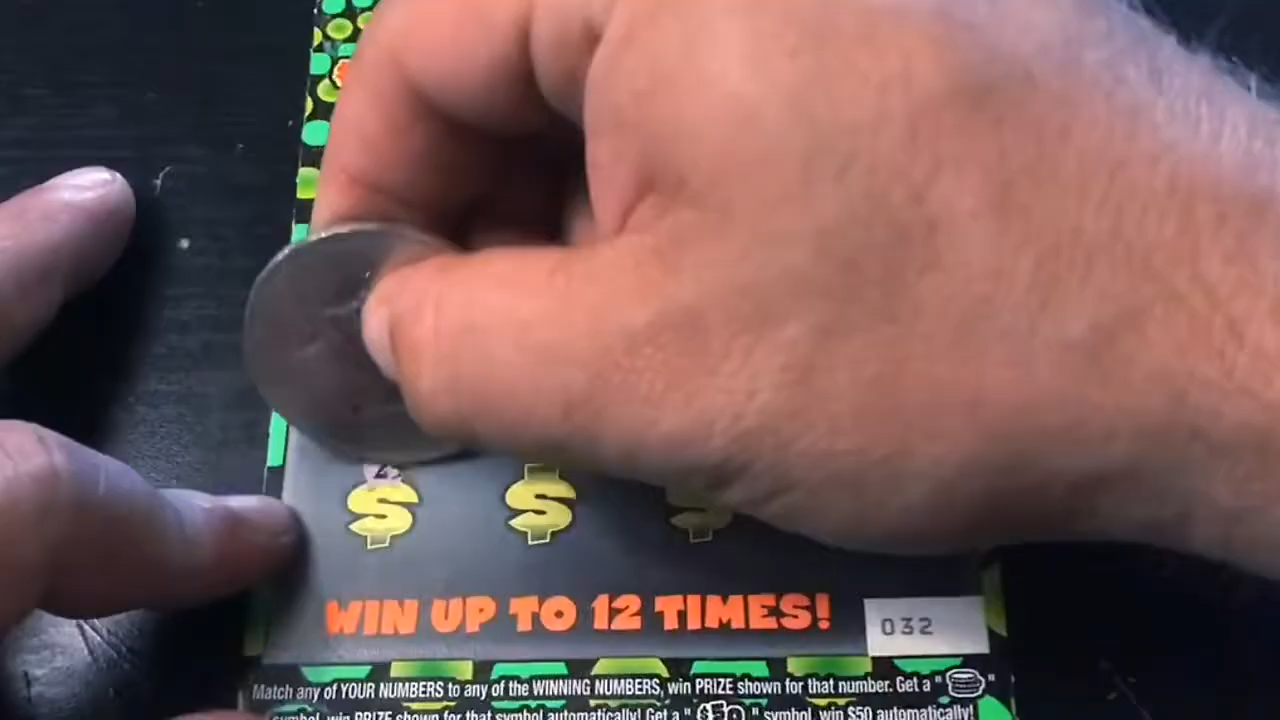 $ $ $
WIN UP TO 12 TIMES!
032
Match any of YOUR NUMBERS to any of the WINNING NUMBERS, win PRIZE shown for that number. Get a " "
symbol, win PRIZE shown for that symbol automatically! Get a " $50 " symbol, win $50 automatically!